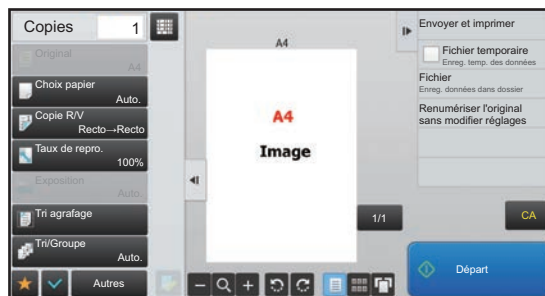 Copies 1
Original
A4
Choix papier
Auto.
Copie R/V
Recto→Recto
Taux de repro.
100%
Exposition
Auto.
Tri agrafage
Tri/Groupe
Auto.
Autres
A4
A4
Image
1/1
Envoyer et imprimer
Fichier temporaire
Enreg. temp. des données
Fichier
Enreg. données dans dossier
Renumériser l'original
sans modifier réglages
CA
Départ